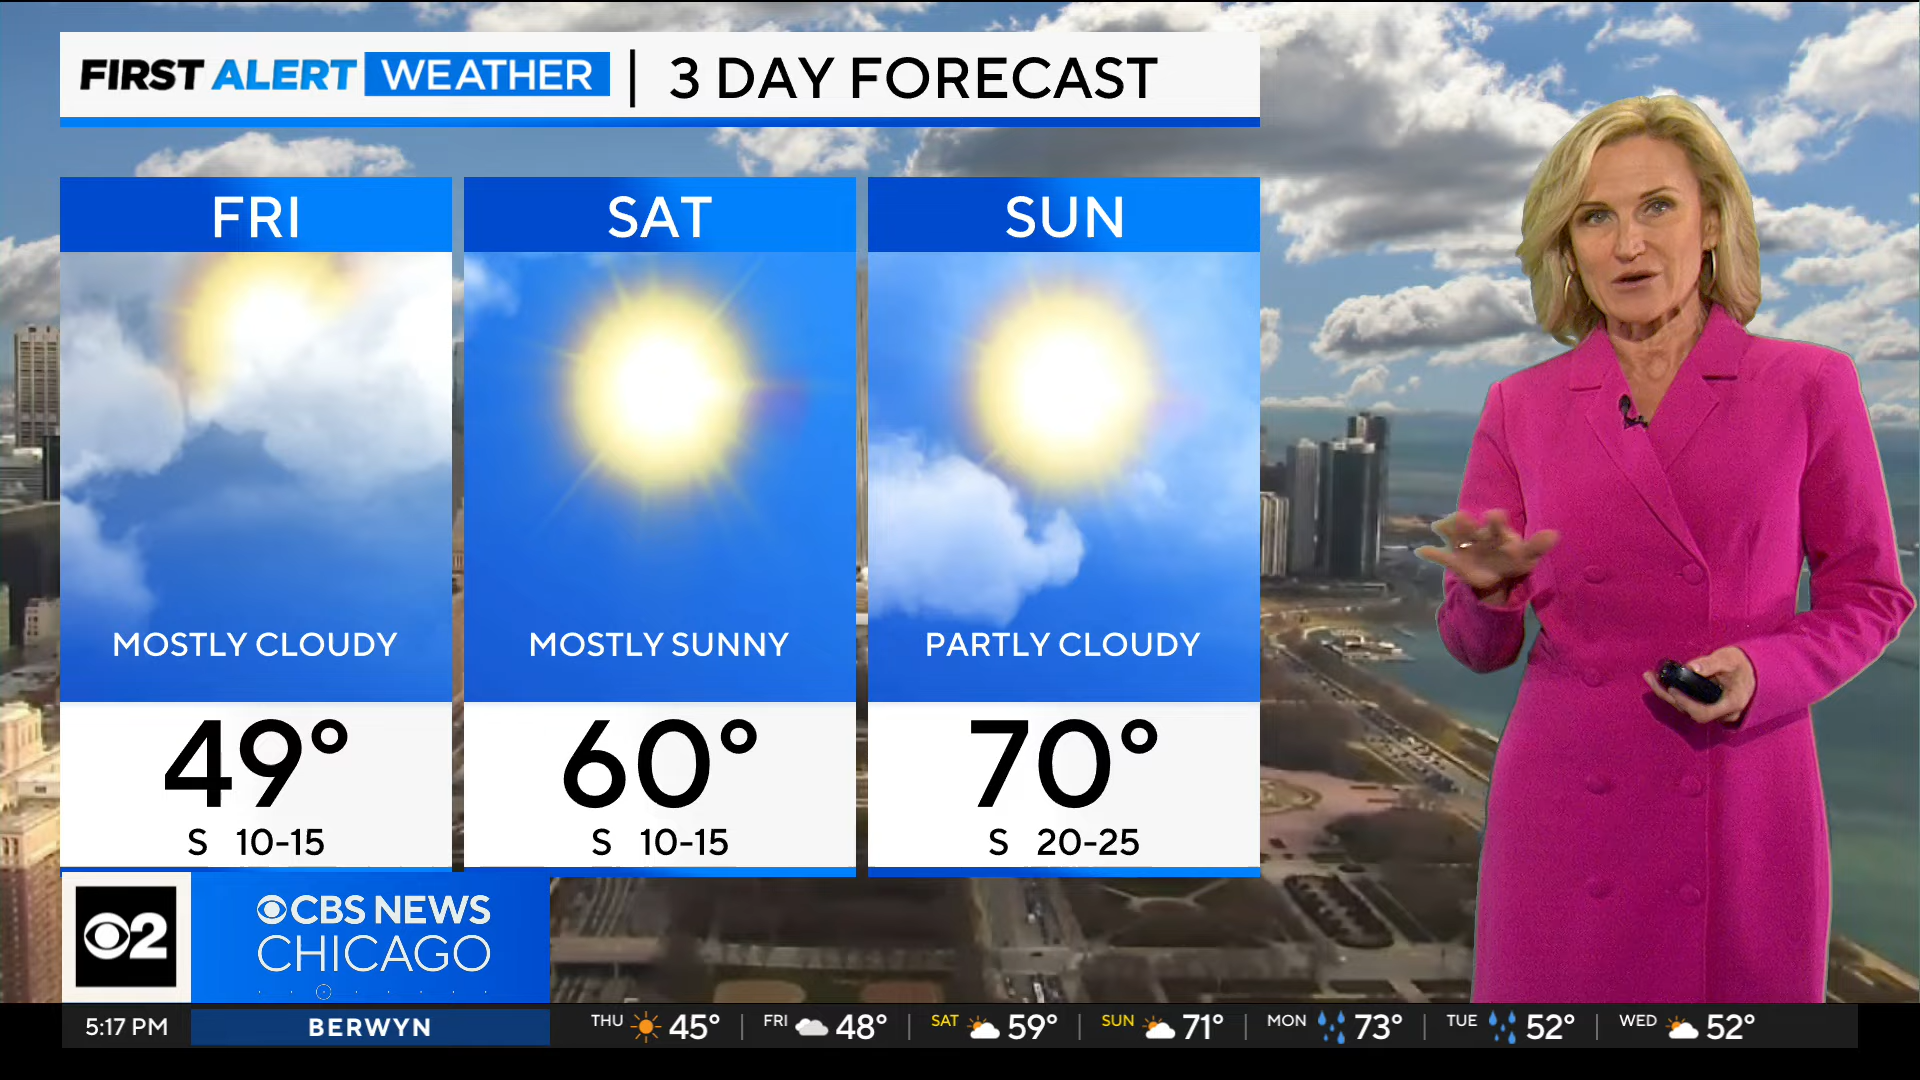 FIRST ALERT WEATHER | 3 DAY FORECAST
FRI
MOSTLY CLOUDY
49°
S 10-15
SAT
MOSTLY SUNNY
60°
S 10-15
SUN
PARTLY CLOUDY
70°
S 20-25
2
CBS NEWS
CHICAGO
5:17 PM
BERWYN
THU 45° | FRI 48° | SAT 59° | SUN 71° | MON 73° | TUE 52° | WED 52°